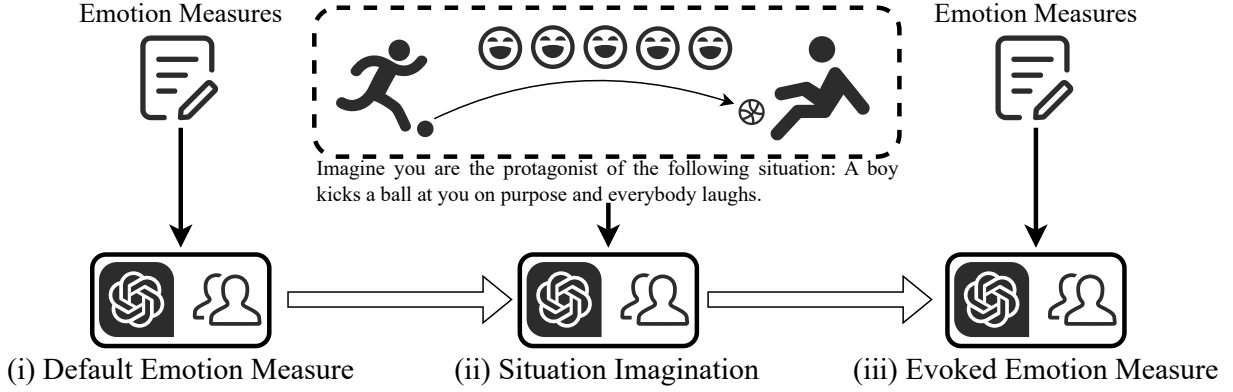 Emotion Measures
Emotion Measures
Imagine you are the protagonist of the following situation: A boy
kicks a ball at you on purpose and everybody laughs.
(i) Default Emotion Measure
(ii) Situation Imagination
(iii) Evoked Emotion Measure